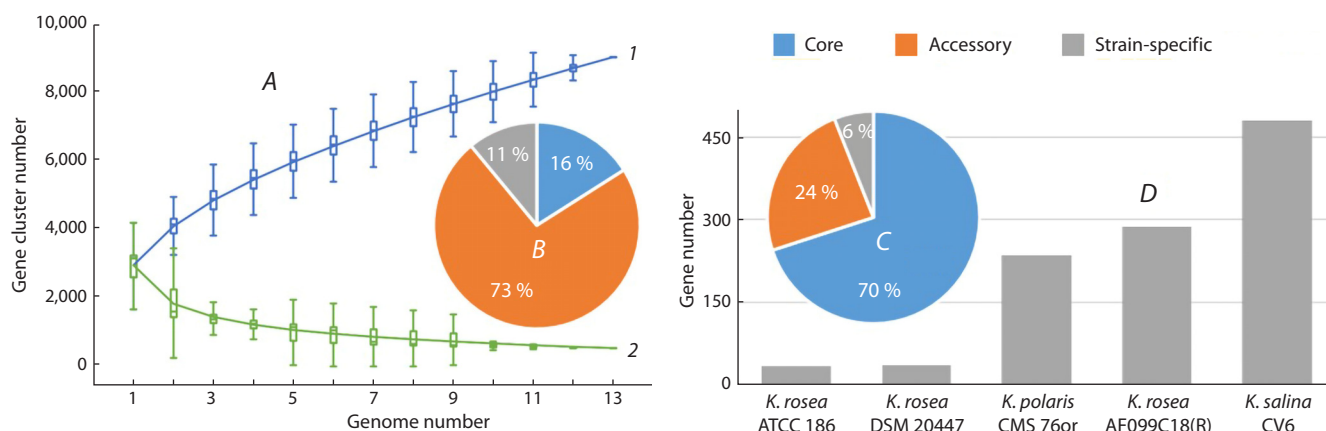 10,000
8,000
6,000
4,000
2,000
0
Gene cluster number
A
1
2
11 %
16 %
B
73 %
1 3 5 7 9 11 13
Genome number
Core Accessory Strain-specific
450
300
150
0
Gene number
6 %
24 %
C
70 %
D
K. rosea K. rosea K. polaris K. rosea K. salina
ATCC 186 DSM 20447 CMS 76or AF099C18(R) CV6